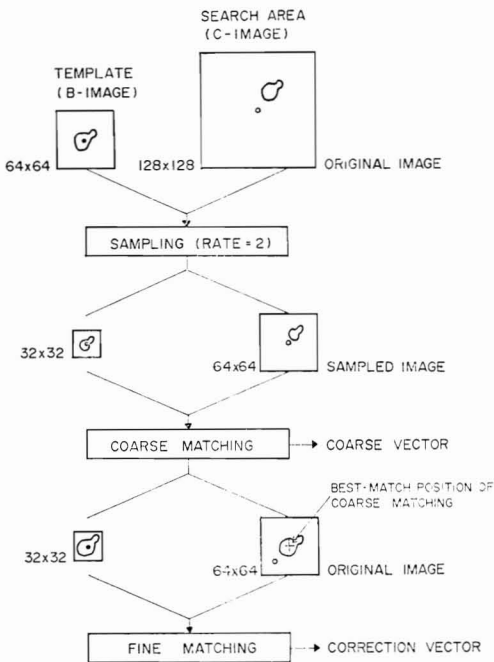 SEARCH AREA
(C-IMAGE)
TEMPLATE
(B-IMAGE)
64x64
128x128
ORIGINAL IMAGE
SAMPLING (RATE = 2)
32x32
64x64
SAMPLED IMAGE
COARSE MATCHING
COARSE VECTOR
BEST-MATCH POSITION OF
COARSE MATCHING
32x32
64x64
ORIGINAL IMAGE
FINE MATCHING
CORRECTION VECTOR